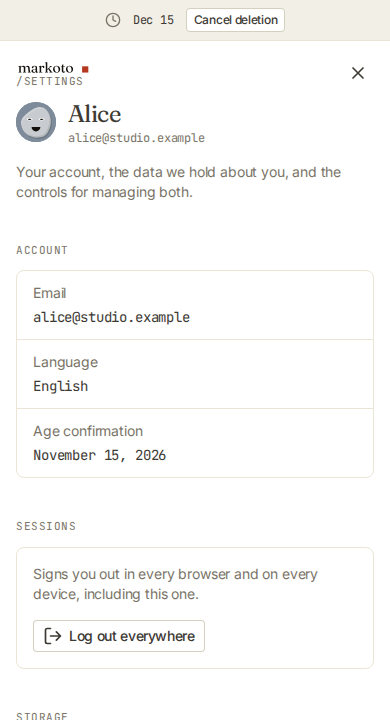 Dec 15 Cancel deletion
markoto
/SETTINGS
Alice
alice@studio.example
Your account, the data we hold about you, and the
controls for managing both.
ACCOUNT
Email
alice@studio.example
Language
English
Age confirmation
November 15, 2026
SESSIONS
Signs you out in every browser and on every
device, including this one.
Log out everywhere
STORAGE